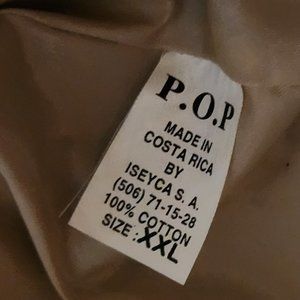 P.O.P
MADE IN
COSTA RICA
BY
ISEYCA S. A.
(506) 71-15-28
100% COTTON
SIZE: XXL